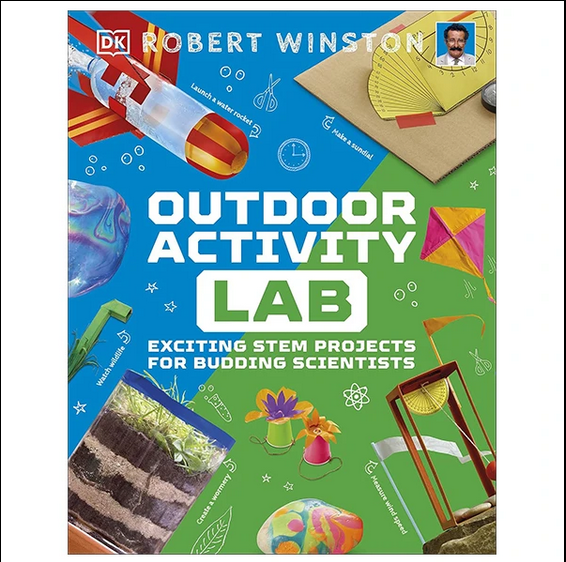 DK ROBERT WINSTON
Launch a water rocket
Make a sundial
OUTDOOR
ACTIVITY
LAB
EXCITING STEM PROJECTS
FOR BUDDING SCIENTISTS
Watch wildlife
Create a wormery
Measure wind speed